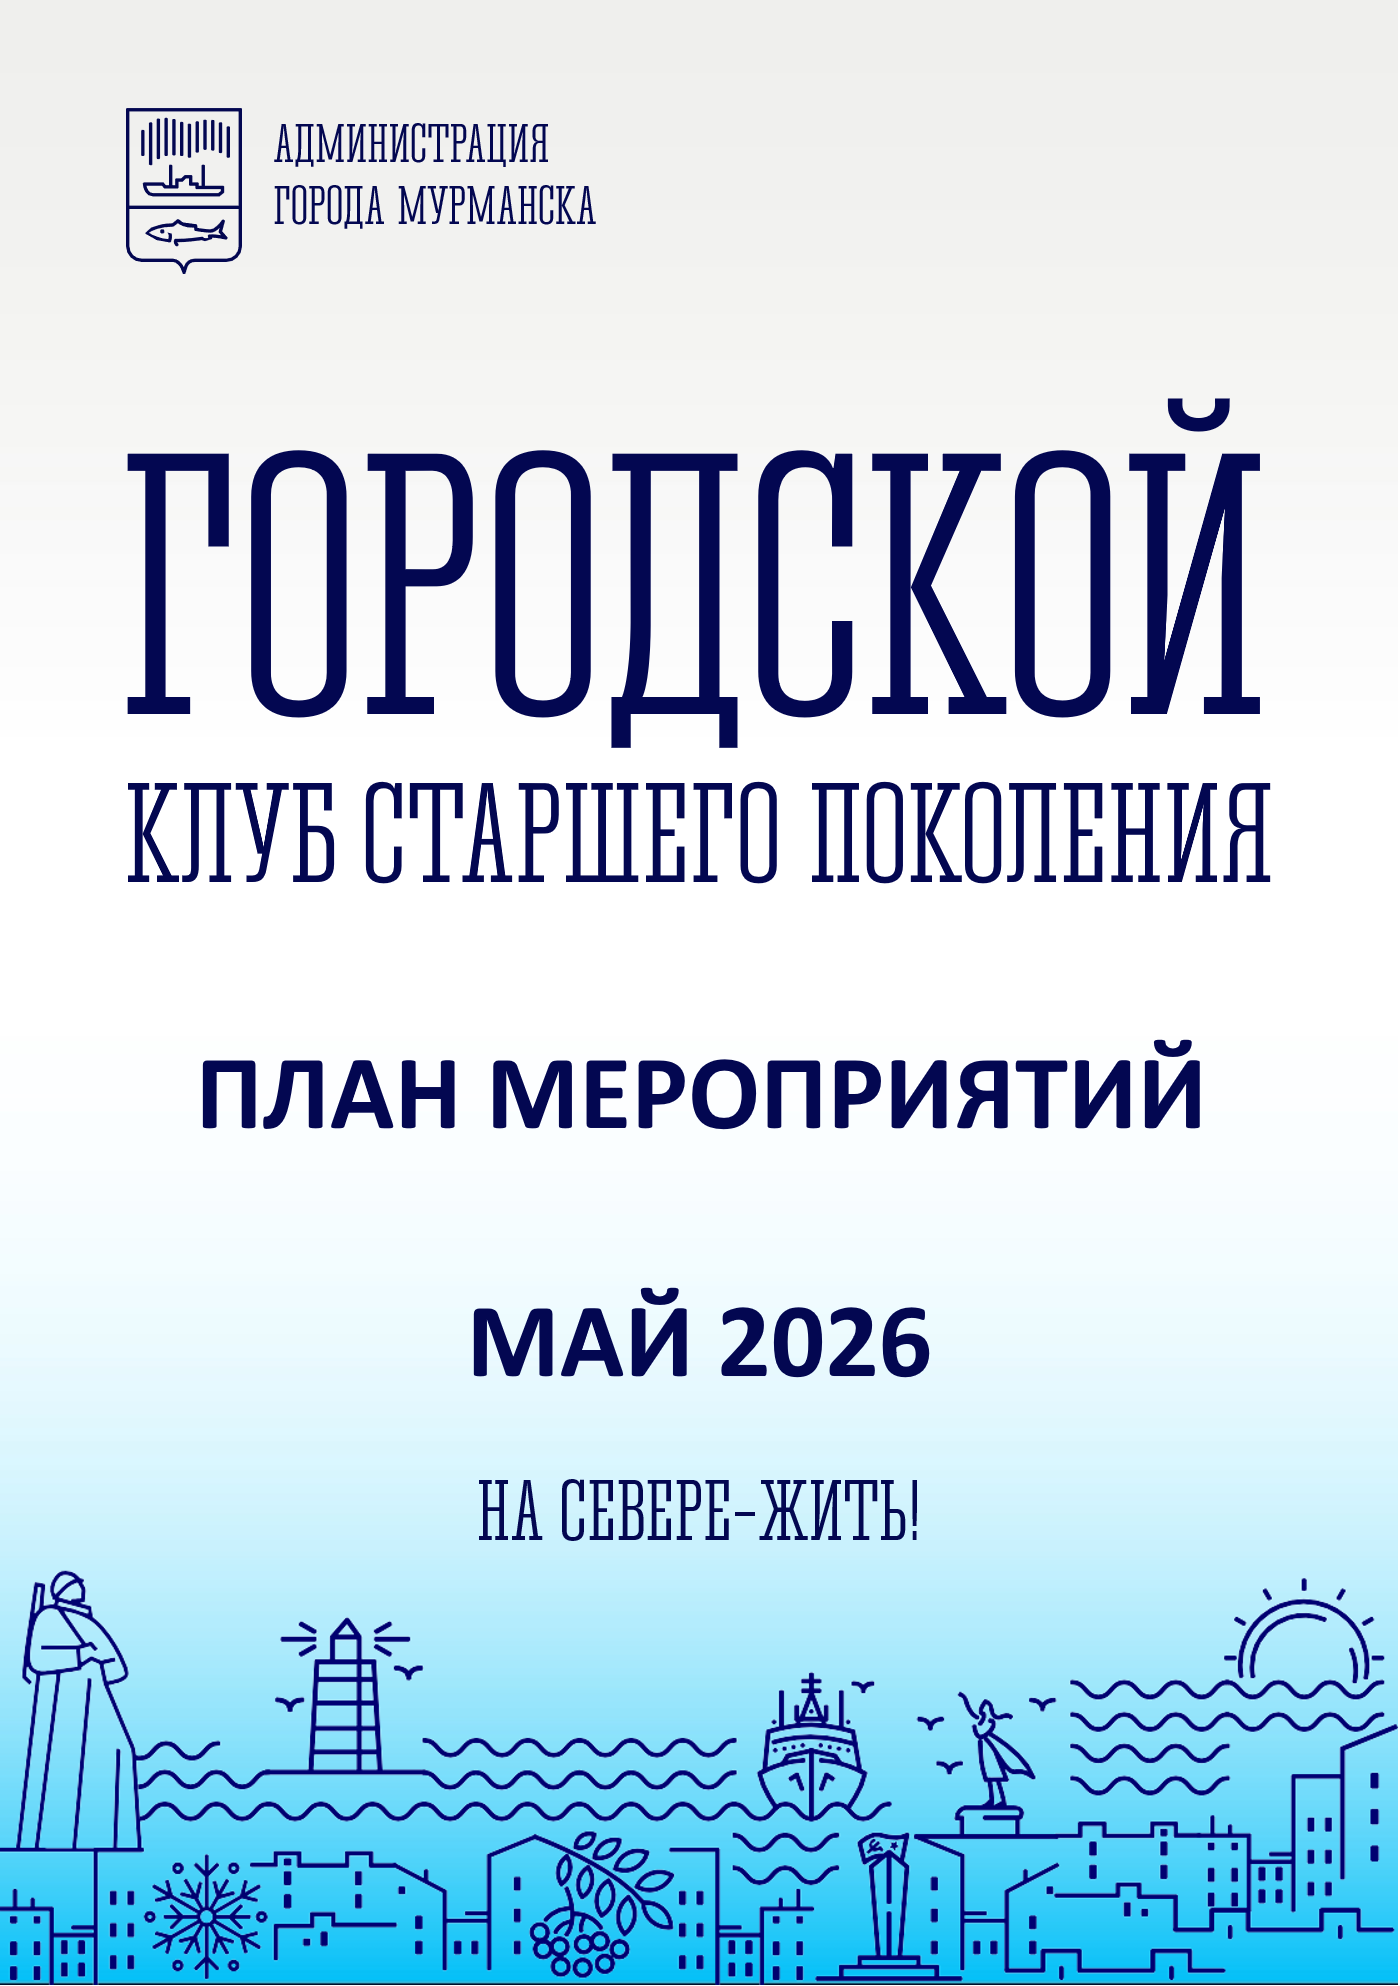 АДМИНИСТРАЦИЯ
ГОРОДА МУРМАНСКА
ГОРОДСКОЙ
КЛУБ СТАРШЕГО ПОКОЛЕНИЯ
ПЛАН МЕРОПРИЯТИЙ
МАЙ 2026
НА СЕВЕРЕ-ЖИТЬ!